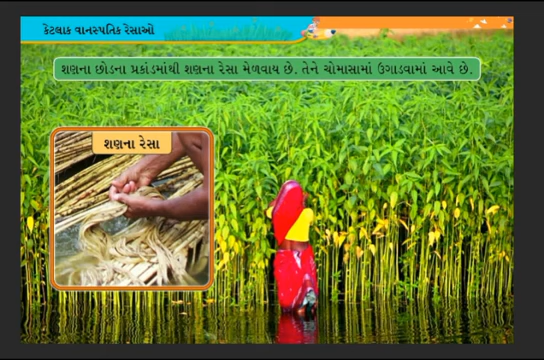 કેટલાક વાનસ્પતિક રેસાઓ
શણના છોડના પ્રકાંડમાંથી શણના રેસા મેળવાય છે. તેને ચોમાસામાં ઉગાડવામાં આવે છે.
શણના રેસા